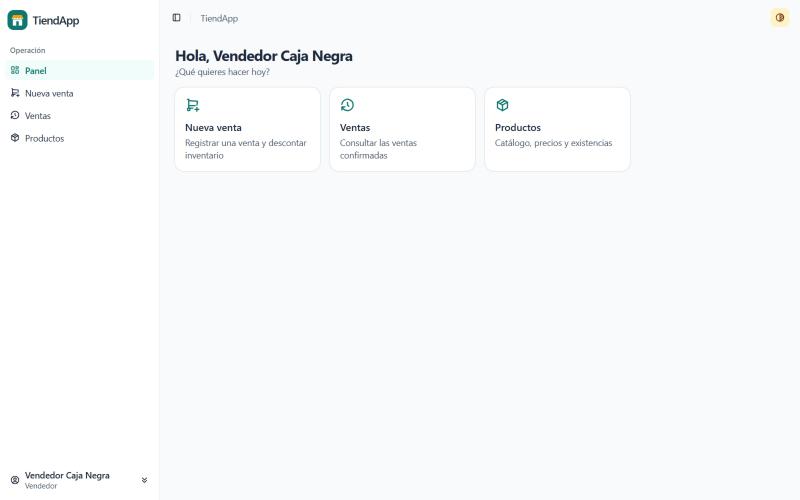 TiendApp
Operación
Panel
Nueva venta
Ventas
Productos
Vendedor Caja Negra
Vendedor
TiendApp
Hola, Vendedor Caja Negra
¿Qué quieres hacer hoy?
Nueva venta
Registrar una venta y descontar
inventario
Ventas
Consultar las ventas
confirmadas
Productos
Catálogo, precios y existencias